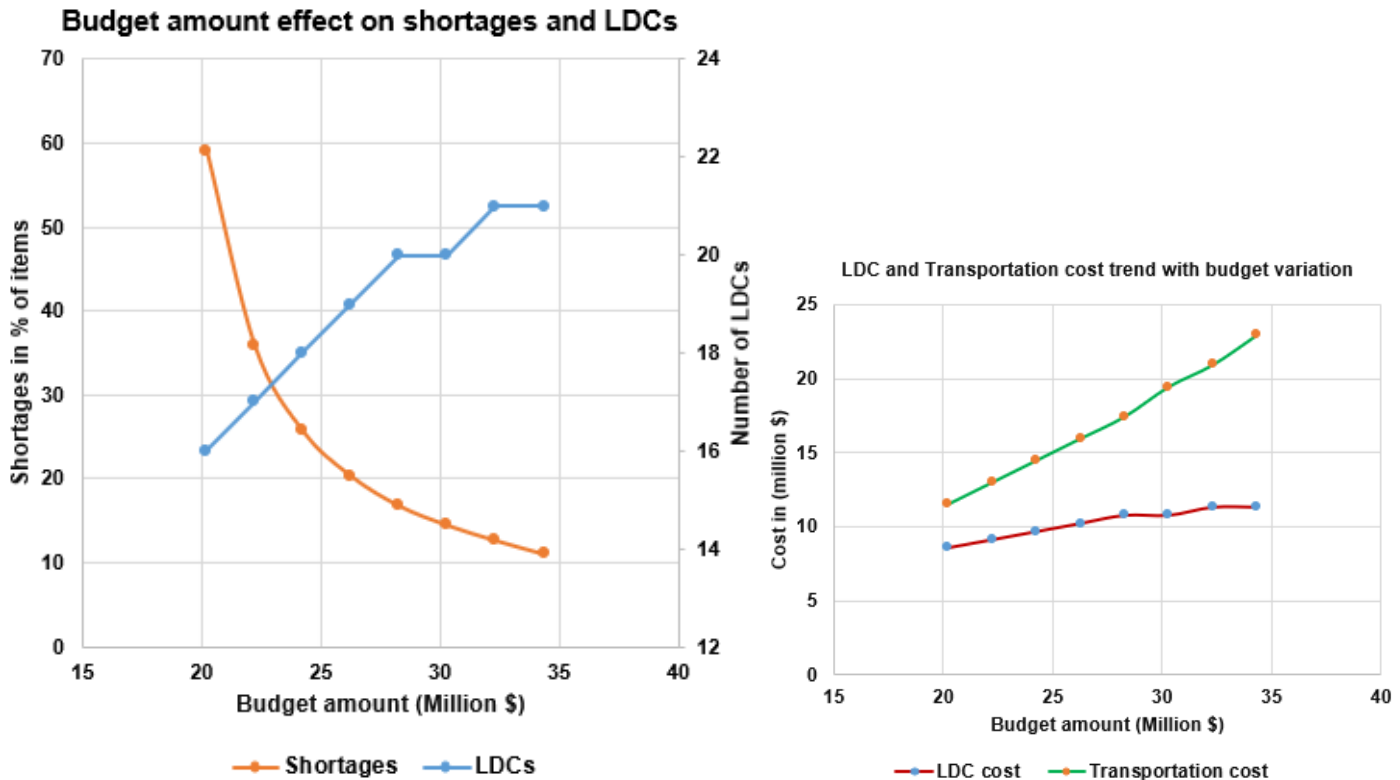 Budget amount effect on shortages and LDCs
70
60
50
40
30
20
10
0
Shortages in % of items
24
22
20
18
16
14
12
Number of LDCs
15 20 25 30 35 40
Budget amount (Million $)
Shortages LDCs
LDC and Transportation cost trend with budget variation
25
20
15
10
5
0
Cost in (million $)
15 20 25 30 35 40
Budget amount (Million $)
LDC cost Transportation cost